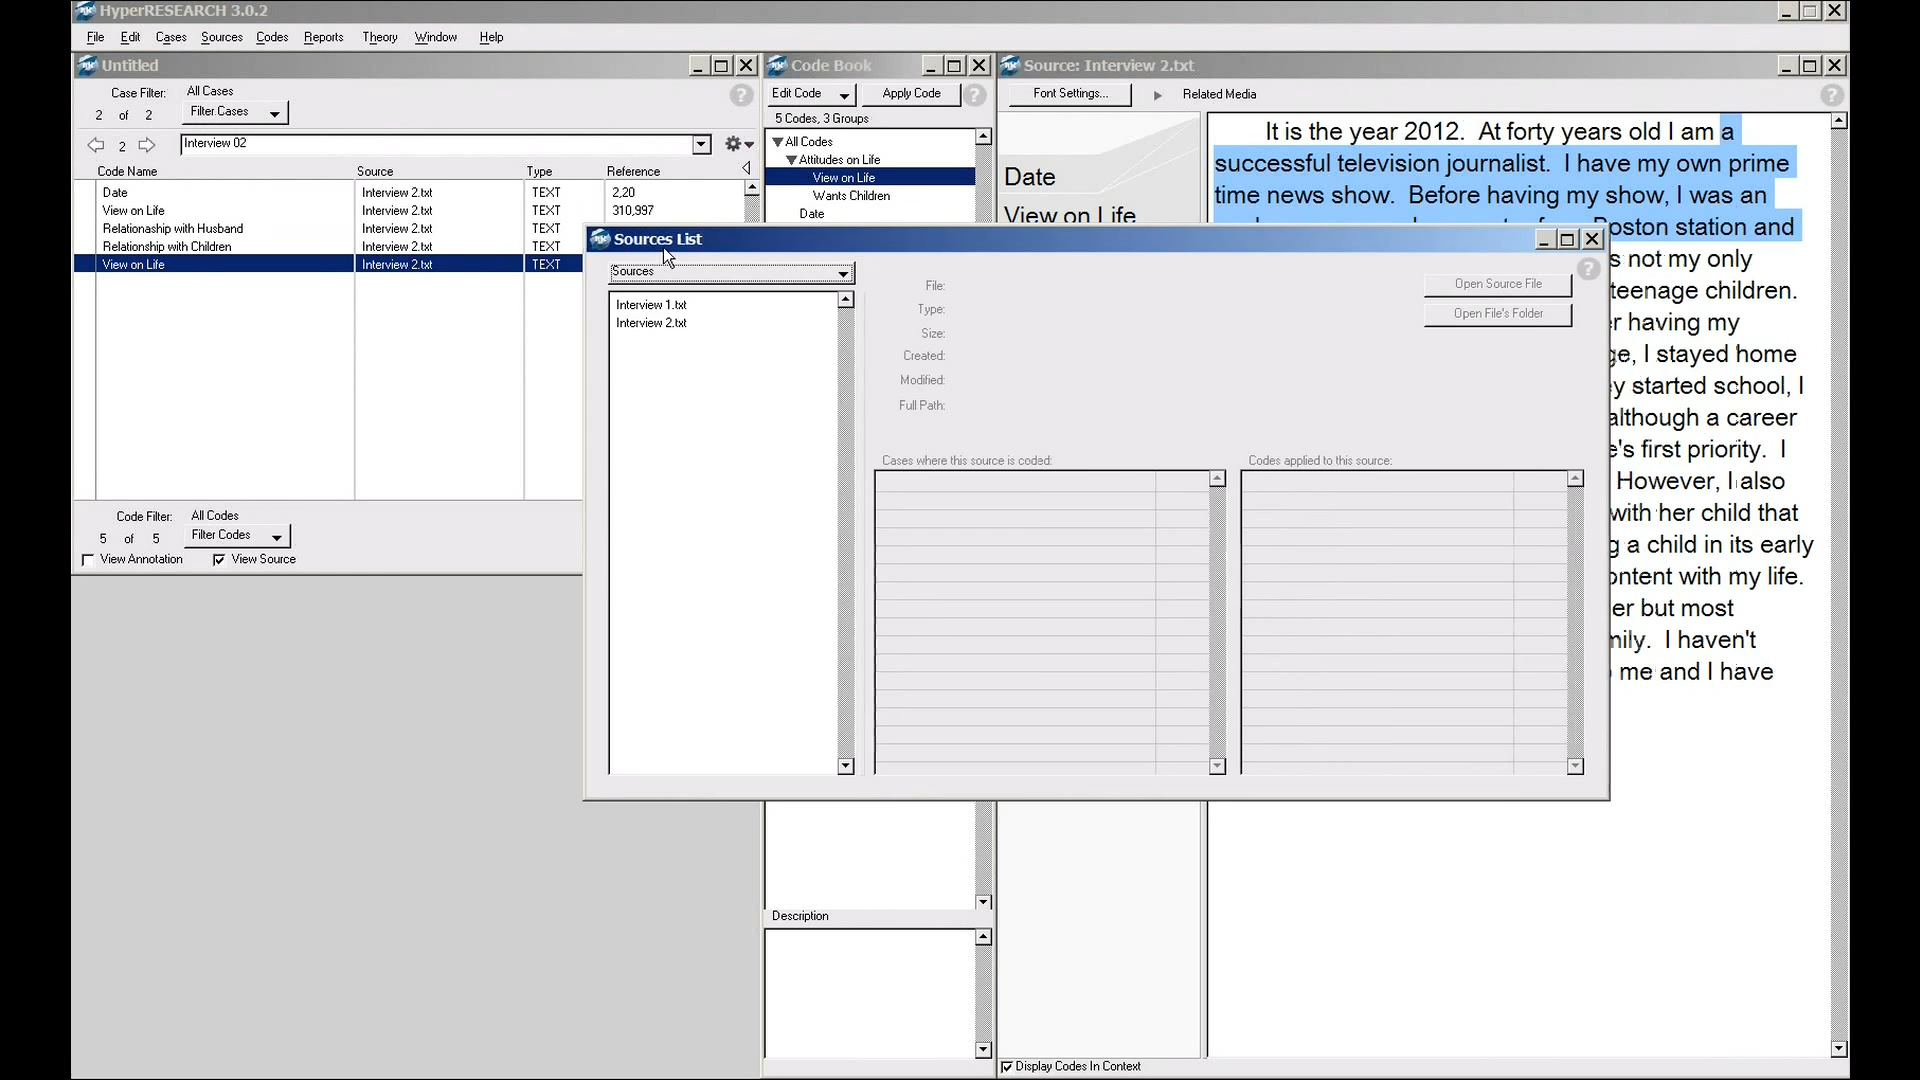 HyperRESEARCH 3.0.2
File Edit Cases Sources Codes Reports Theory Window Help
Untitled
Case Filter: All Cases
2 of 2 Filter Cases
2 Interview 02
Code Name Source Type Reference
Date Interview 2.txt TEXT 2,20
View on Life Interview 2.txt TEXT 310,997
Relationaship with Husband Interview 2.txt TEXT
Relationship with Children Interview 2.txt TEXT
View on Life Interview 2.txt TEXT
Code Filter: All Codes
5 of 5 Filter Codes
View Annotation View Source
Code Book
Edit Code Apply Code
5 Codes, 3 Groups
All Codes
Attitudes on Life
View on Life
Wants Children
Date
Description
Source: Interview 2.txt
Font Settings... Related Media
Date
View on Life
It is the year 2012. At forty years old I am a
successful television journalist. I have my own prime
time news show. Before having my show, I was an
Boston station and
s not my only
teenage children.
r having my
ge, I stayed home
y started school, I
although a career
e's first priority. I
However, I also
with her child that
g a child in its early
ontent with my life.
er but most
mily. I haven't
me and I have
Display Codes In Context
Sources List
Sources
Interview 1.txt
Interview 2.txt
File:
Type:
Size:
Created:
Modified:
Full Path:
Open Source File
Open File's Folder
Cases where this source is coded:
Codes applied to this source: